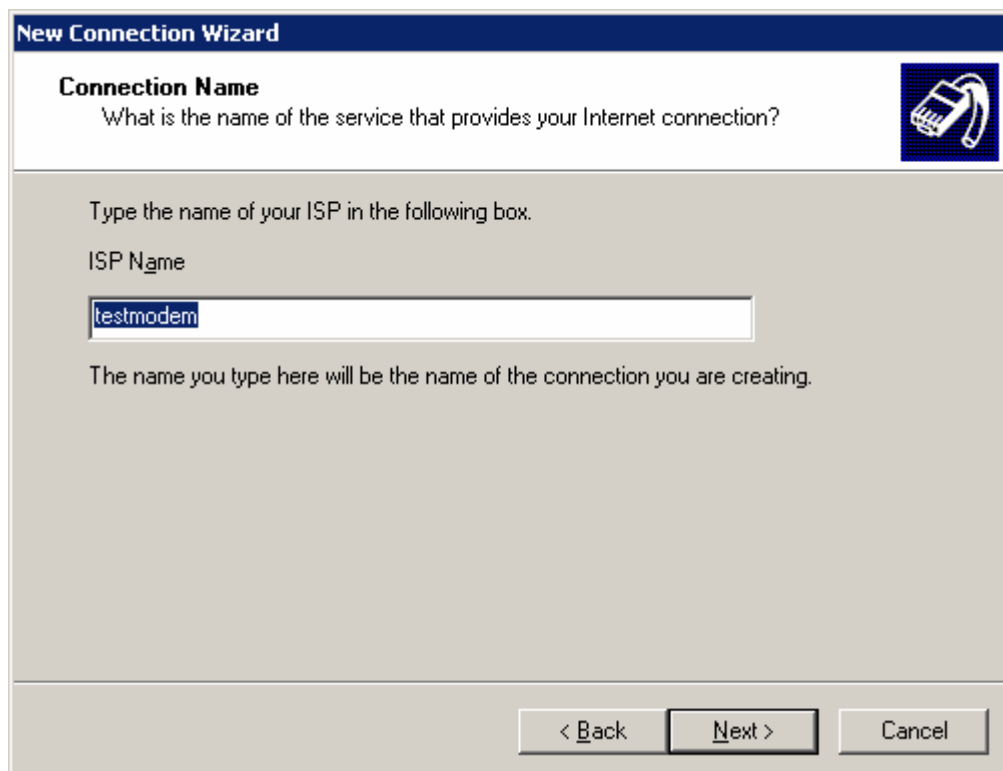 New Connection Wizard
Connection Name
What is the name of the service that provides your Internet connection?
Type the name of your ISP in the following box.
ISP Name
testmodem
The name you type here will be the name of the connection you are creating.
< Back Next > Cancel